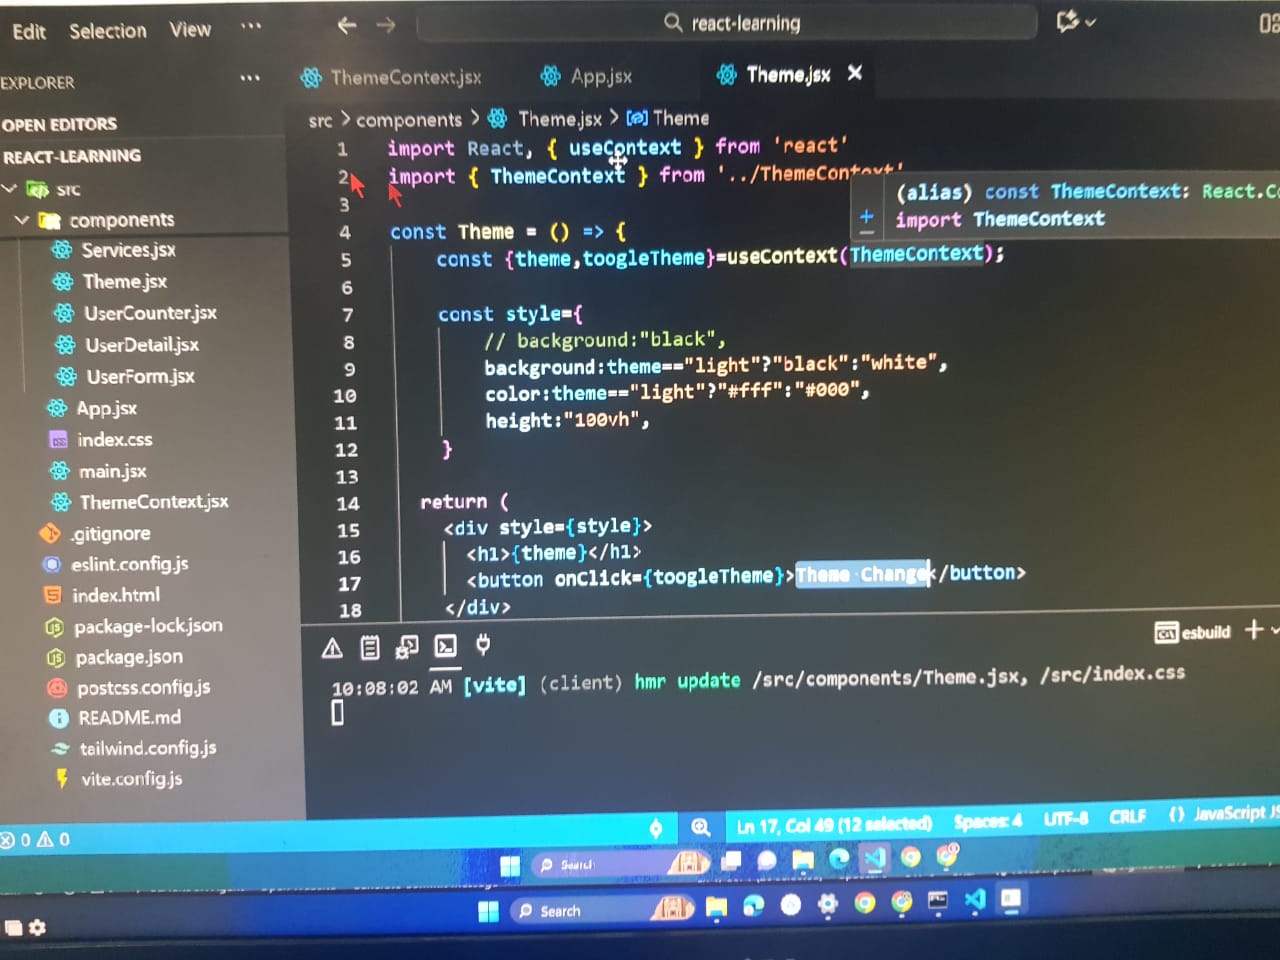 Edit Selection View ...
react-learning
EXPLORER ...
ThemeContext.jsx App.jsx Theme.jsx
OPEN EDITORS
REACT-LEARNING
src
components
Services.jsx
Theme.jsx
UserCounter.jsx
UserDetail.jsx
UserForm.jsx
App.jsx
index.css
main.jsx
ThemeContext.jsx
.gitignore
eslint.config.js
index.html
package-lock.json
package.json
postcss.config.js
README.md
tailwind.config.js
vite.config.js
src > components > Theme.jsx > Theme
1 import React, { useContext } from 'react'
2 import { ThemeContext } from '../ThemeContext'
3
4 const Theme = () => {
5 const {theme,toogleTheme}=useContext(ThemeContext);
6
7 const style={
8 // background:"black",
9 background:theme=="light"?"black":"white",
10 color:theme=="light"?"#fff":"#000",
11 height:"100vh",
12 }
13
14 return (
15 <div style={style}>
16 <h1>{theme}</h1>
17 <button onClick={toogleTheme}>Theme Change</button>
18 </div>
(alias) const ThemeContext: React.Co
import ThemeContext
esbuild
10:08:02 AM [vite] (client) hmr update /src/components/Theme.jsx, /src/index.css
0 0
Ln 17, Col 49 (12 selected) Spaces: 4 UTF-8 CRLF {} JavaScript JS
Search
Search